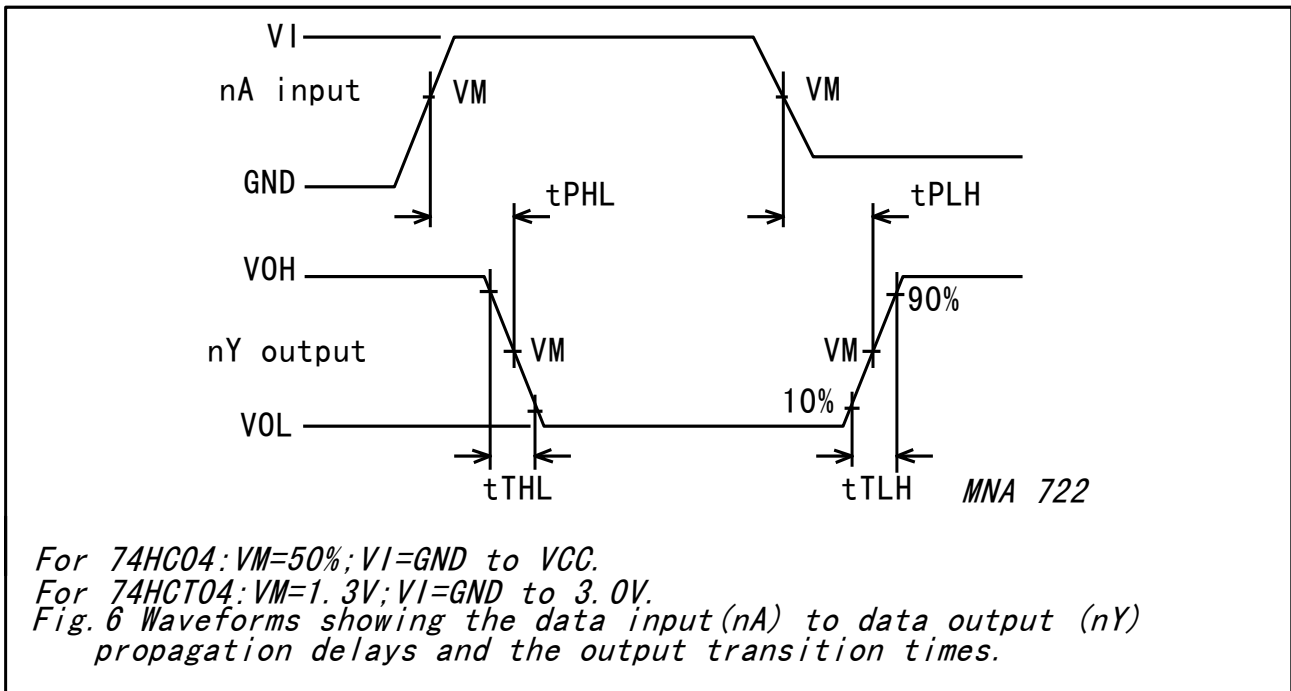 VI
nA input
VM
VM
GND
tPHL
tPLH
VOH
90%
nY output
VM
VM
10%
VOL
tTHL
tTLH
MNA 722
For 74HC04:VM=50%;VI=GND to VCC.
For 74HCT04:VM=1.3V;VI=GND to 3.0V.
Fig.6 Waveforms showing the data input(nA) to data output (nY)
propagation delays and the output transition times.